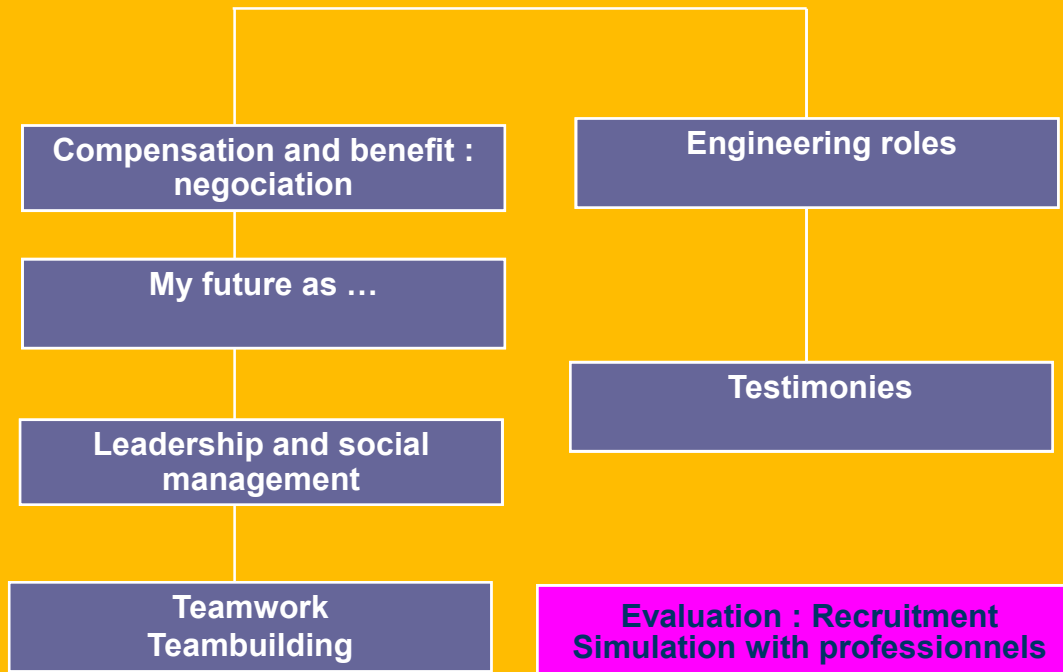 Compensation and benefit :
negociation
My future as …
Leadership and social
management
Teamwork
Teambuilding
Engineering roles
Testimonies
Evaluation : Recruitment
Simulation with professionnels